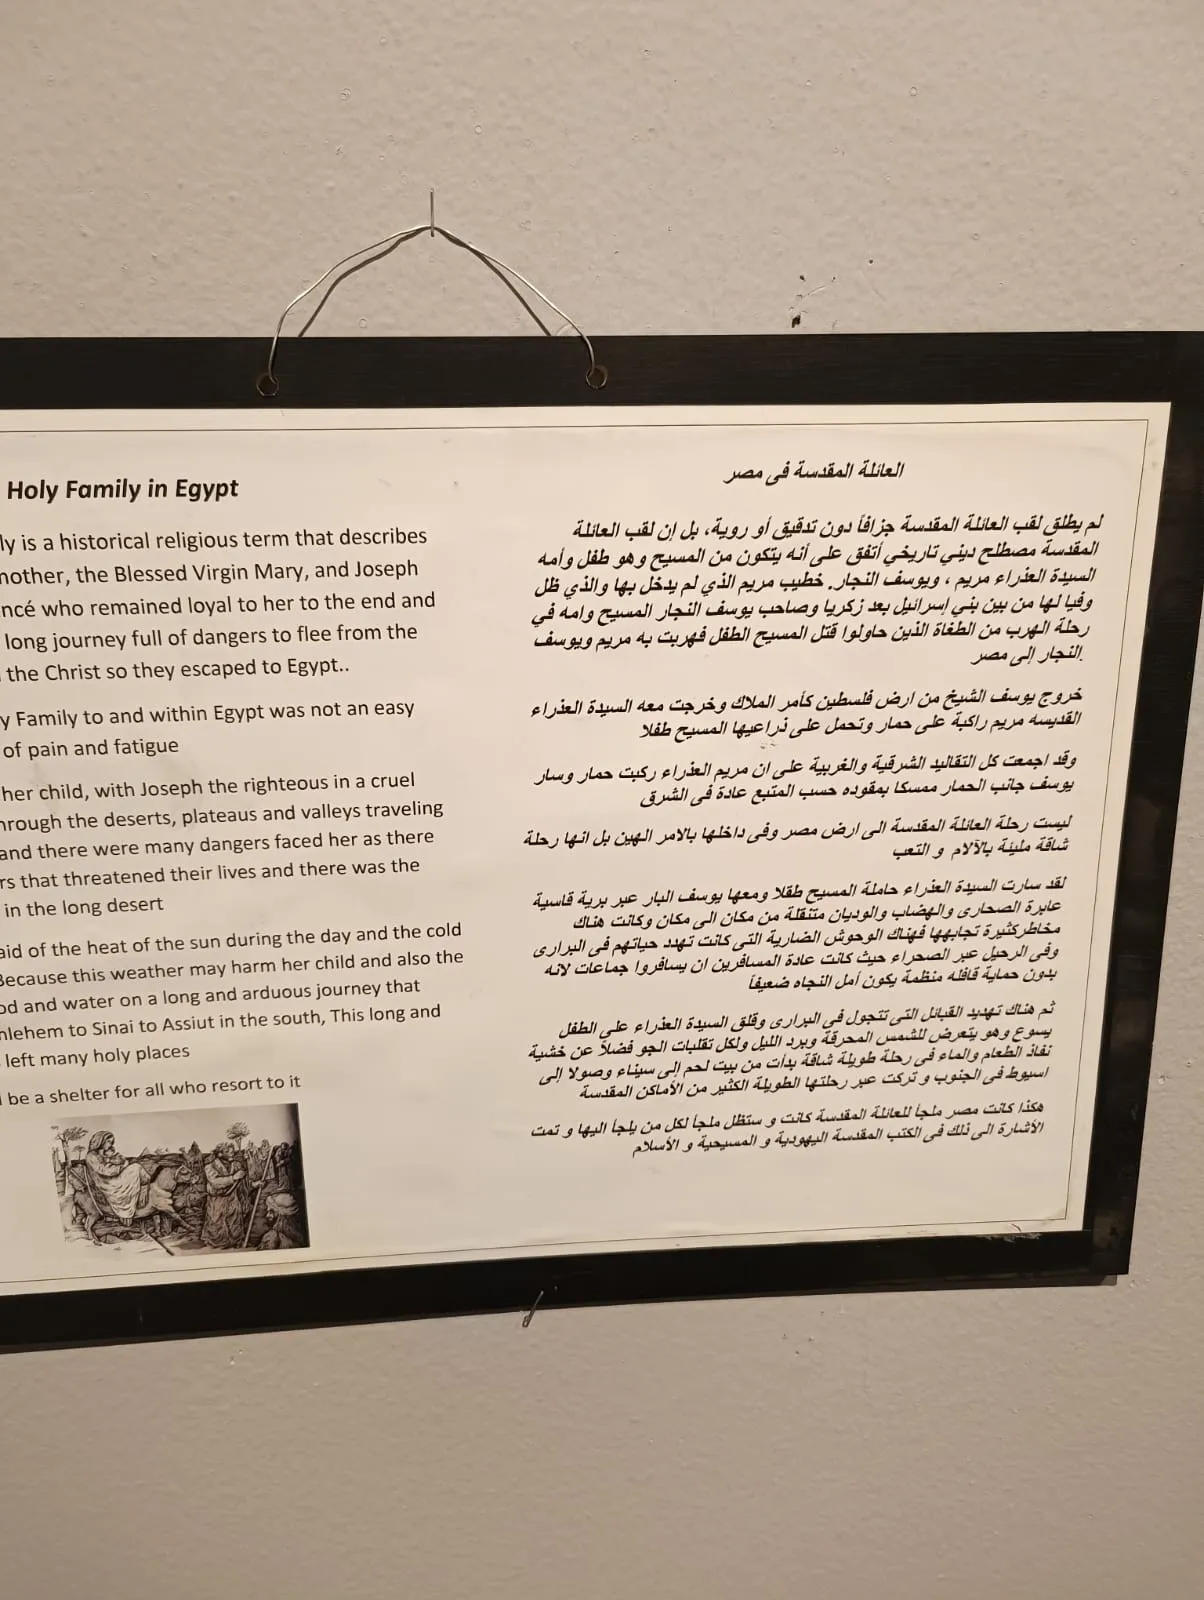 Holy Family in Egypt
ly is a historical religious term that describes
mother, the Blessed Virgin Mary, and Joseph
ncé who remained loyal to her to the end and
long journey full of dangers to flee from the
the Christ so they escaped to Egypt..
y Family to and within Egypt was not an easy
of pain and fatigue
her child, with Joseph the righteous in a cruel
hrough the deserts, plateaus and valleys traveling
and there were many dangers faced her as there
rs that threatened their lives and there was the
in the long desert
aid of the heat of the sun during the day and the cold
Because this weather may harm her child and also the
od and water on a long and arduous journey that
hlehem to Sinai to Assiut in the south, This long and
left many holy places
be a shelter for all who resort to it
العائلة المقدسة فى مصر
لم يطلق لقب العائلة المقدسة جزافاً دون تدقيق أو روية، بل إن لقب العائلة
المقدسة مصطلح ديني تاريخي أتفق على أنه يتكون من المسيح وهو طفل وأمه
السيدة العذراء مريم ، ويوسف النجار. خطيب مريم الذي لم يدخل بها والذي ظل
وفيا لها من بين بني إسرائيل بعد زكريا وصاحب يوسف النجار المسيح وامه في
رحلة الهرب من الطغاة الذين حاولوا قتل المسيح الطفل فهربت به مريم ويوسف
.النجار إلى مصر
خروج يوسف الشيخ من ارض فلسطين كأمر الملاك وخرجت معه السيدة العذراء
القديسه مريم راكبة على حمار وتحمل على ذراعيها المسيح طفلا
وقد اجمعت كل التقاليد الشرقية والغربية على ان مريم العذراء ركبت حمار وسار
يوسف جانب الحمار ممسكا بمقوده حسب المتبع عادة فى الشرق
ليست رحلة العائلة المقدسة الى ارض مصر وفى داخلها بالامر الهين بل انها رحلة
شاقة مليئة بالآلام و التعب
لقد سارت السيدة العذراء حاملة المسيح طفلا ومعها يوسف البار عبر برية قاسية
عابرة الصحارى والهضاب والوديان متنقلة من مكان الى مكان وكانت هناك
مخاطركثيرة تجابهها فهناك الوحوش الضارية التى كانت تهدد حياتهم فى البرارى
وفى الرحيل عبر الصحراء حيث كانت عادة المسافرين ان يسافروا جماعات لانه
بدون حماية قافله منظمة يكون أمل النجاه ضعيفاً
ثم هناك تهديد القبائل التى تتجول فى البرارى وقلق السيدة العذراء على الطفل
يسوع وهو يتعرض للشمس المحرقة وبرد الليل ولكل تقلبات الجو فضلاً عن خشية
نفاذ الطعام والماء فى رحلة طويلة شاقة بدأت من بيت لحم إلى سيناء وصولا إلى
اسيوط فى الجنوب و تركت عبر رحلتها الطويلة الكثير من الأماكن المقدسة
هكذا كانت مصر ملجأ للعائلة المقدسة كانت و ستظل ملجأ لكل من يلجأ اليها و تمت
الأشارة الى ذلك فى الكتب المقدسة اليهودية و المسيحية و الأسلام